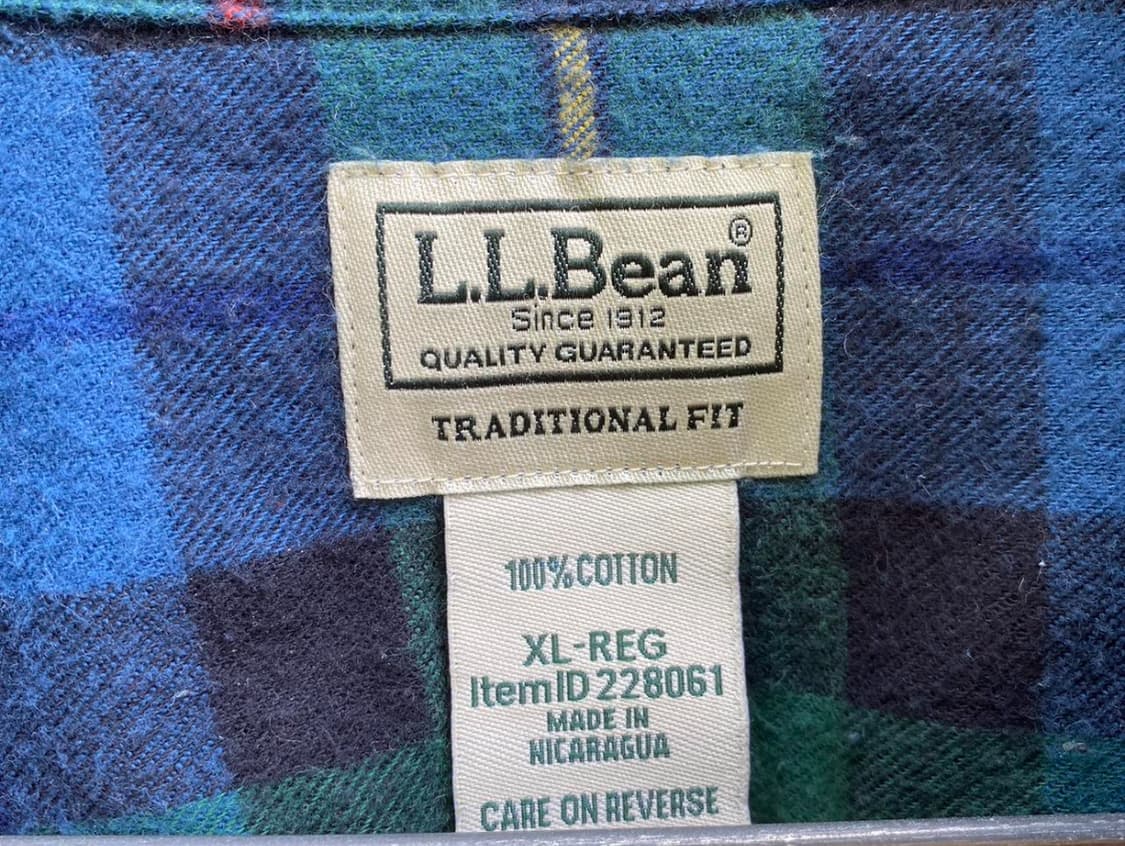 L.L.Bean®
Since 1912
QUALITY GUARANTEED
TRADITIONAL FIT
100% COTTON
XL-REG
ItemID 228061
MADE IN
NICARAGUA
CARE ON REVERSE